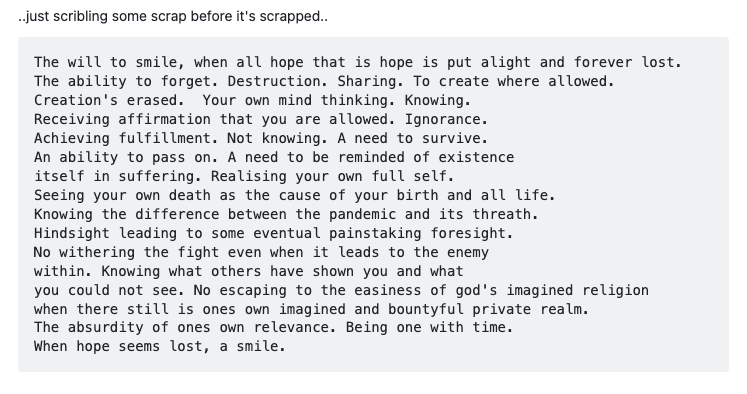 ..just scribling some scrap before it's scrapped..
The will to smile, when all hope that is hope is put alight and forever lost.
The ability to forget. Destruction. Sharing. To create where allowed.
Creation's erased.  Your own mind thinking. Knowing.
Receiving affirmation that you are allowed. Ignorance.
Achieving fulfillment. Not knowing. A need to survive.
An ability to pass on. A need to be reminded of existence
itself in suffering. Realising your own full self.
Seeing your own death as the cause of your birth and all life.
Knowing the difference between the pandemic and its threath.
Hindsight leading to some eventual painstaking foresight.
No withering the fight even when it leads to the enemy
within. Knowing what others have shown you and what
you could not see. No escaping to the easiness of god's imagined religion
when there still is ones own imagined and bountyful private realm.
The absurdity of ones own relevance. Being one with time.
When hope seems lost, a smile.